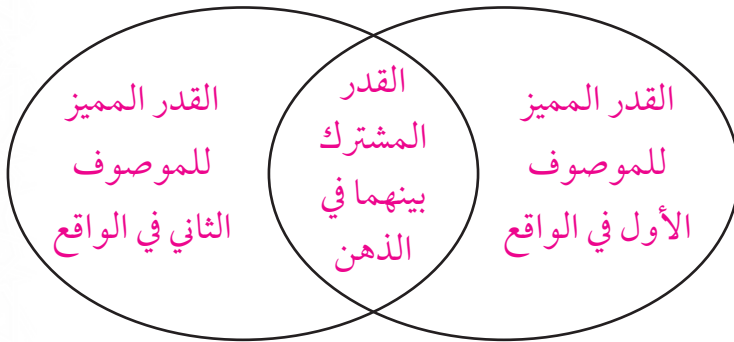 القدر المميز
للموصوف
الأول في الواقع
القدر
المشترك
بينهما في
الذهن
القدر المميز
للموصوف
الثاني في الواقع